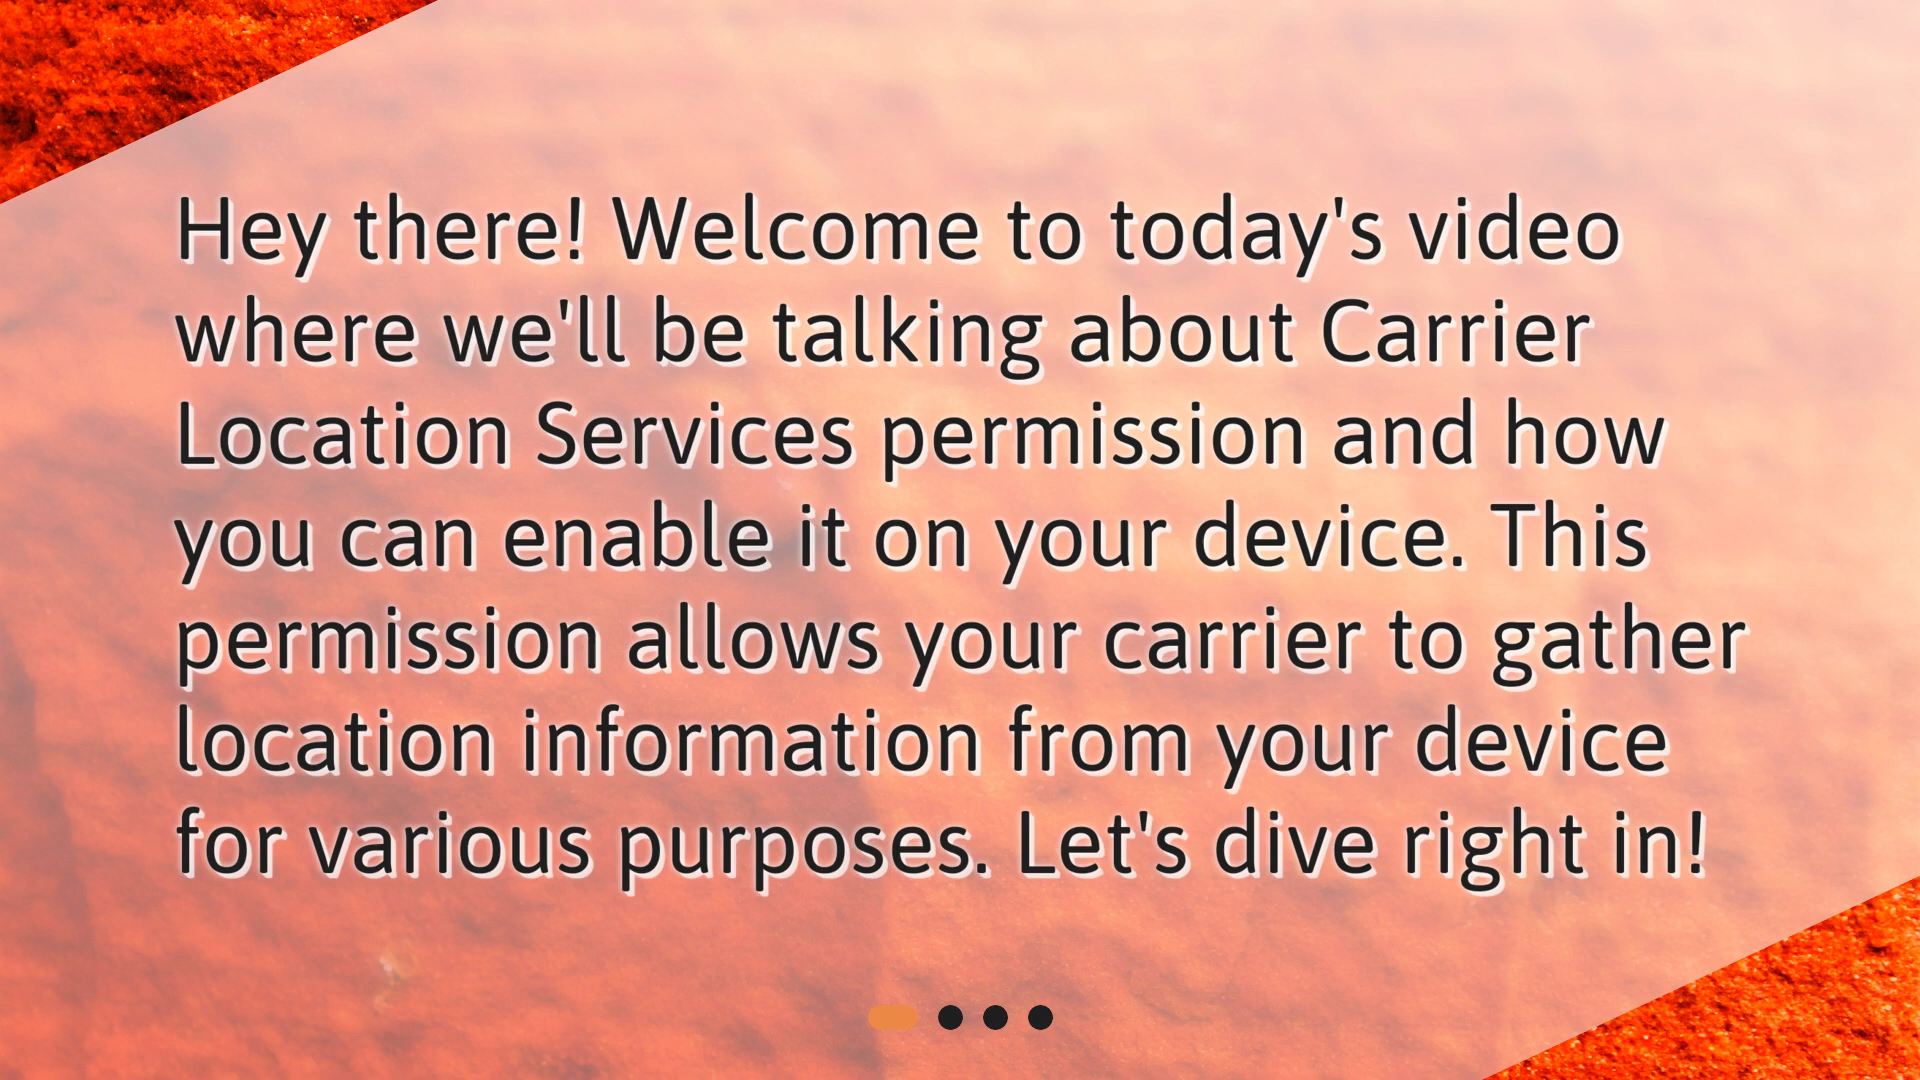 Hey there! Welcome to today's video
where we'll be talking about Carrier
Location Services permission and how
you can enable it on your device. This
permission allows your carrier to gather
location information from your device
for various purposes. Let's dive right in!